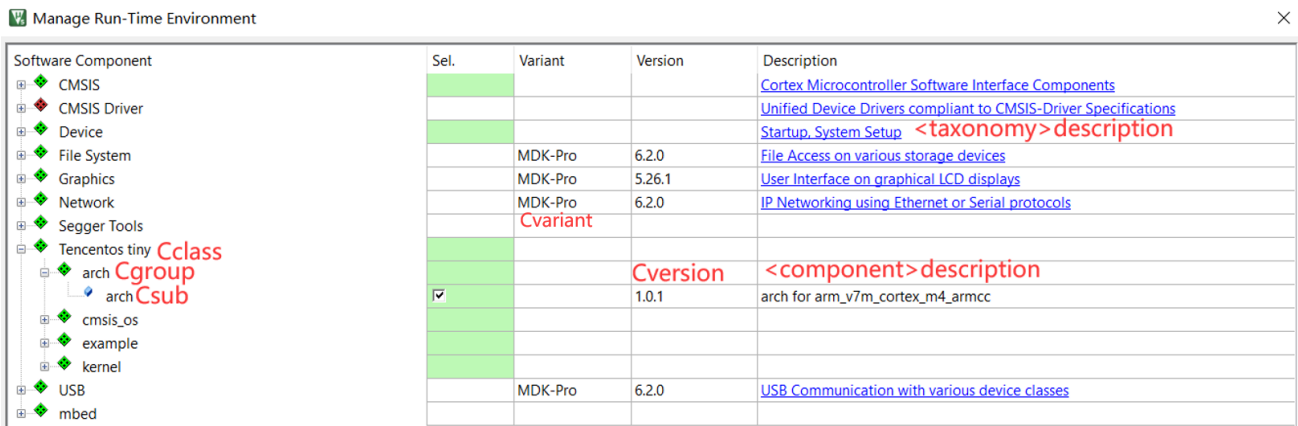 Manage Run-Time Environment
Software Component Sel. Variant Version Description
CMSIS Cortex Microcontroller Software Interface Components
CMSIS Driver Unified Device Drivers compliant to CMSIS-Driver Specifications
Device Startup, System Setup <taxonomy>description
File System MDK-Pro 6.2.0 File Access on various storage devices
Graphics MDK-Pro 5.26.1 User Interface on graphical LCD displays
Network MDK-Pro 6.2.0 IP Networking using Ethernet or Serial protocols
Segger Tools Cvariant
Tencentos tiny Cclass
arch Cgroup Cversion <component>description
arch Csub 1.0.1 arch for arm_v7m_cortex_m4_armcc
cmsis_os
example
kernel
USB MDK-Pro 6.2.0 USB Communication with various device classes
mbed